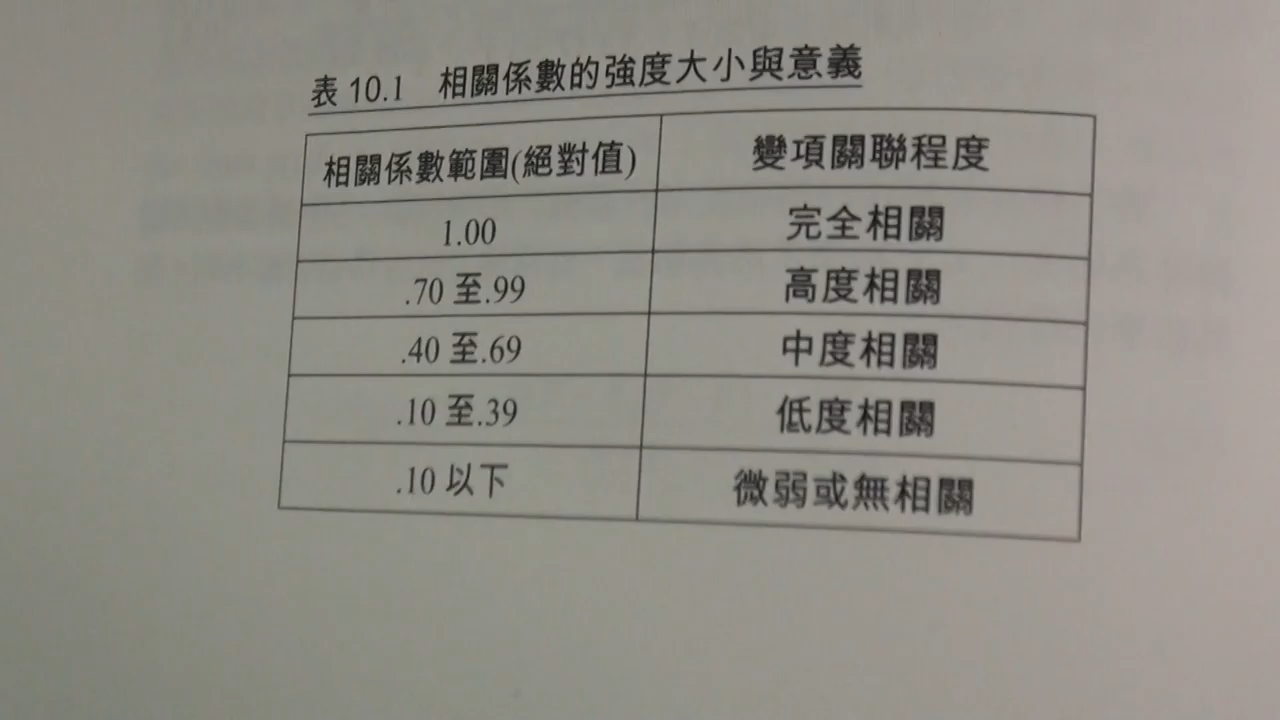 表 10.1 相關係數的強度大小與意義
相關係數範圍(絕對值) 變項關聯程度
1.00 完全相關
.70 至.99 高度相關
.40 至.69 中度相關
.10 至.39 低度相關
.10 以下 微弱或無相關